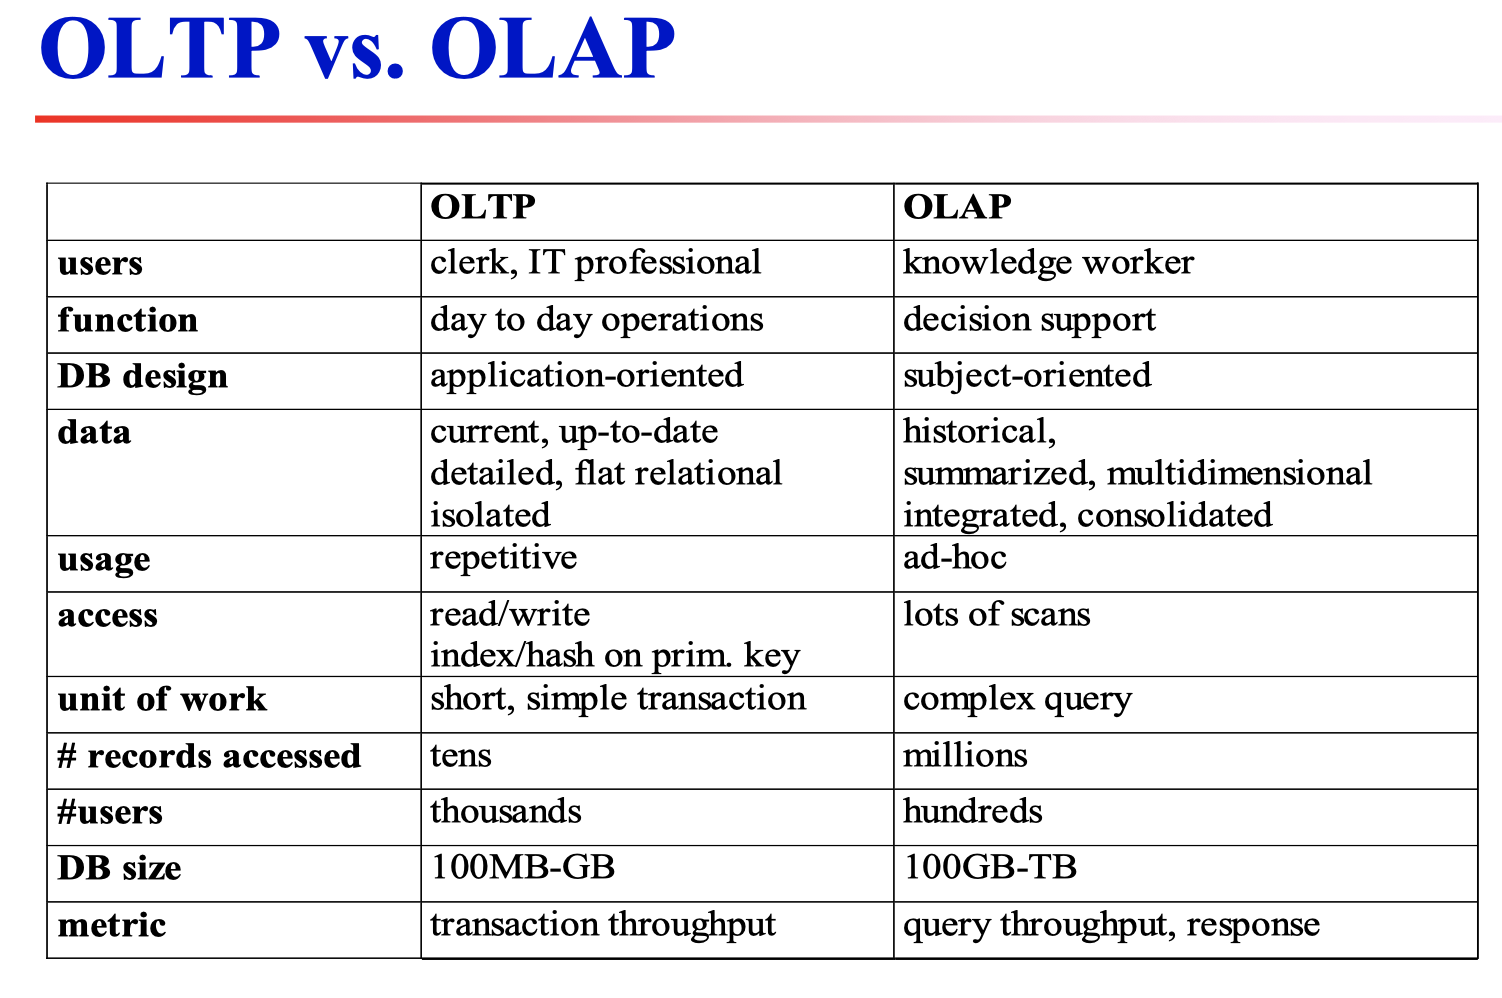 OLTP vs. OLAP
OLTP OLAP
users clerk, IT professional knowledge worker
function day to day operations decision support
DB design application-oriented subject-oriented
data current, up-to-date historical,
detailed, flat relational summarized, multidimensional
isolated integrated, consolidated
usage repetitive ad-hoc
access read/write lots of scans
index/hash on prim. key
unit of work short, simple transaction complex query
# records accessed tens millions
#users thousands hundreds
DB size 100MB-GB 100GB-TB
metric transaction throughput query throughput, response